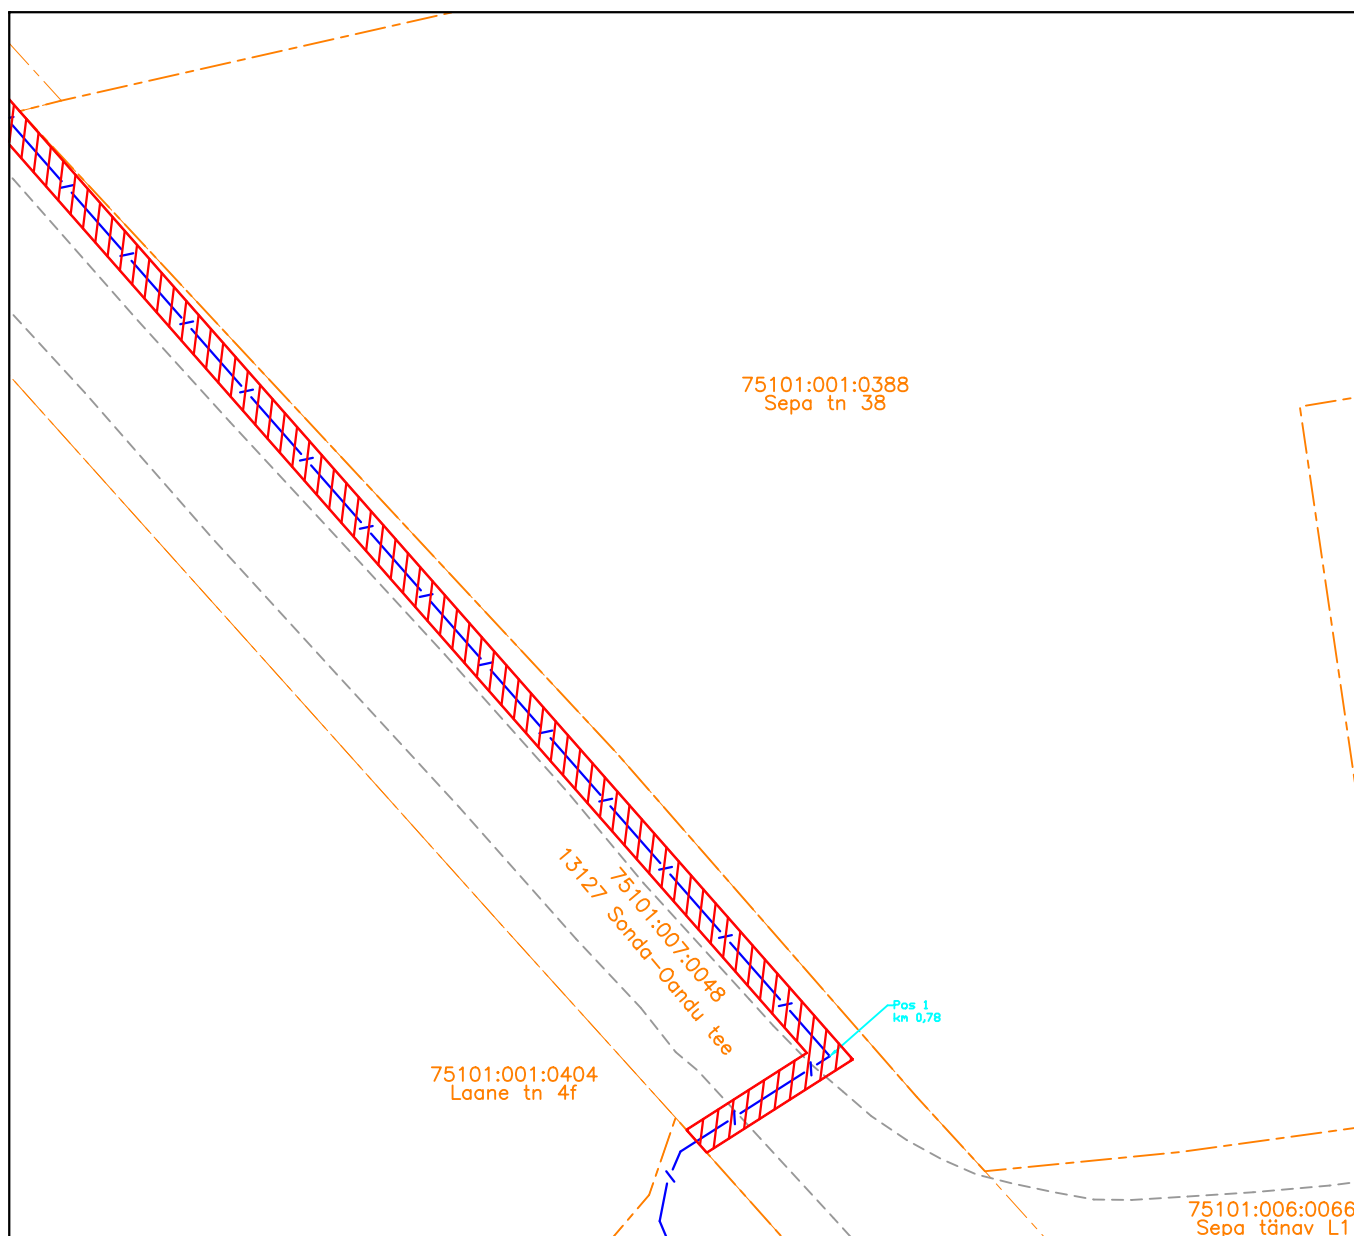 75101:001:0388
Sepa tn 38
75101:007:0048
13127 Sonda-Oandu tee
Pos 1
km 0,78
75101:001:0404
Laane tn 4f
75101:006:0066
Sepa tänav L1